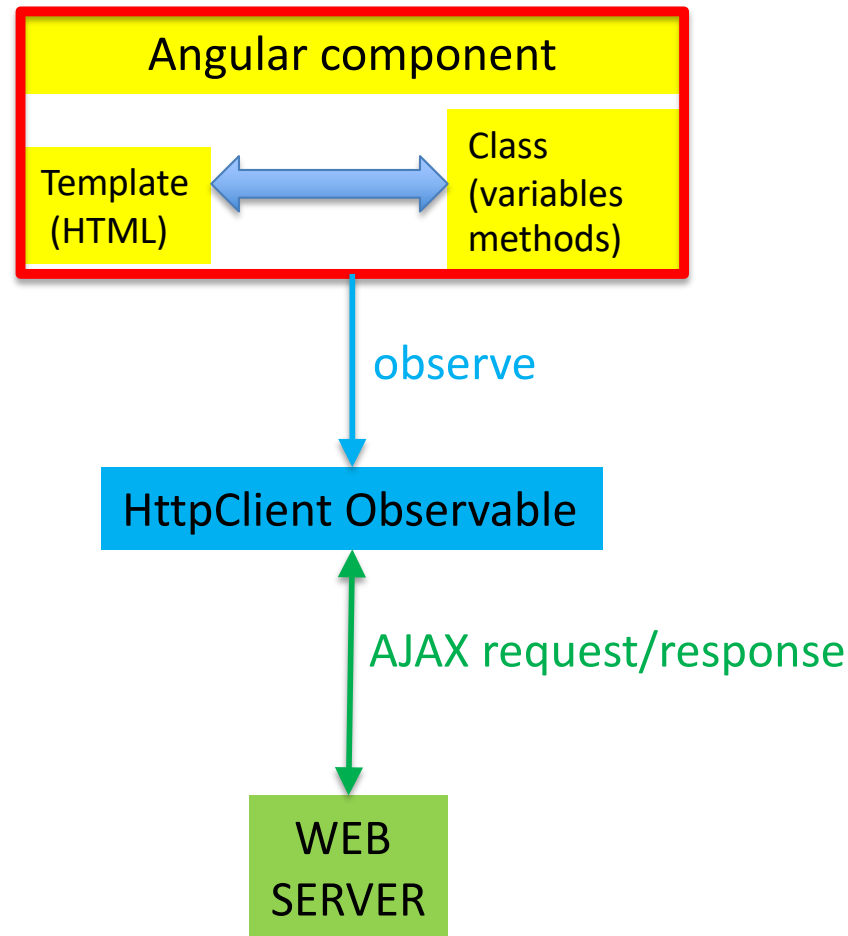 Angular component
Template
(HTML)
Class
(variables
methods)
observe
HttpClient Observable
AJAX request/response
WEB
SERVER